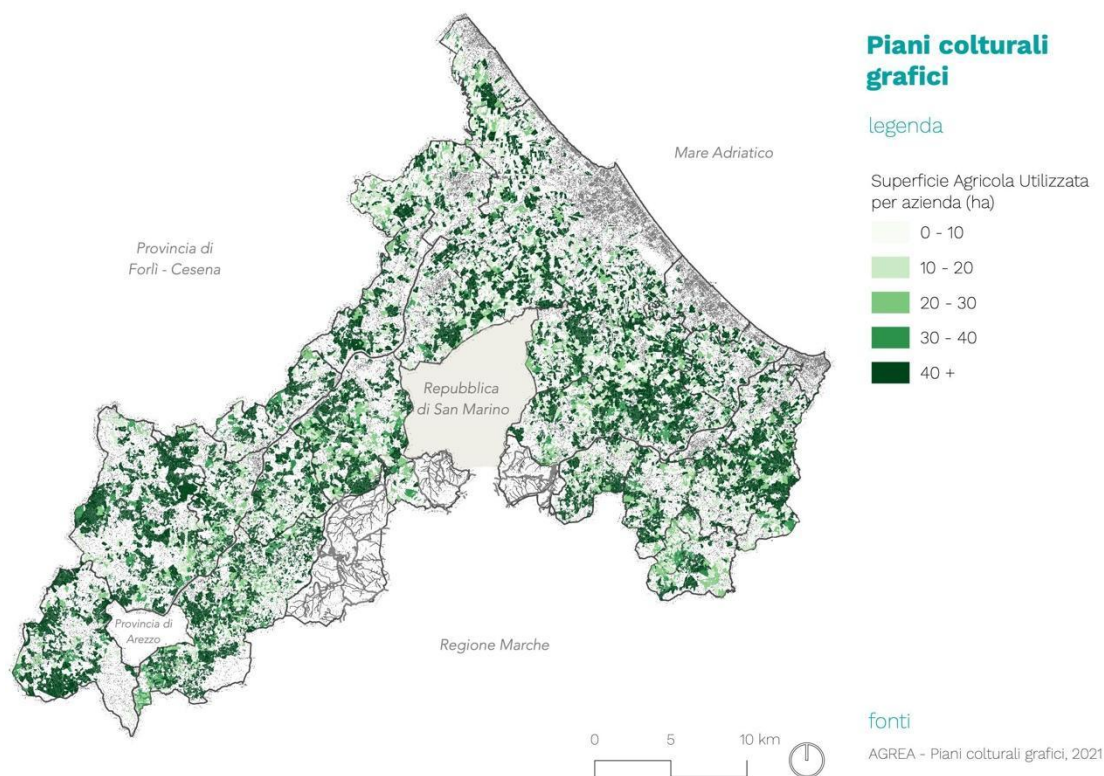 Piani colturali
grafici
legenda
Superficie Agricola Utilizzata
per azienda (ha)
0 - 10
10 - 20
20 - 30
30 - 40
40 +
Mare Adriatico
Provincia di
Forlì - Cesena
Repubblica
di San Marino
Provincia di
Arezzo
Regione Marche
0 5 10 km
fonti
AGREA - Piani colturali grafici, 2021